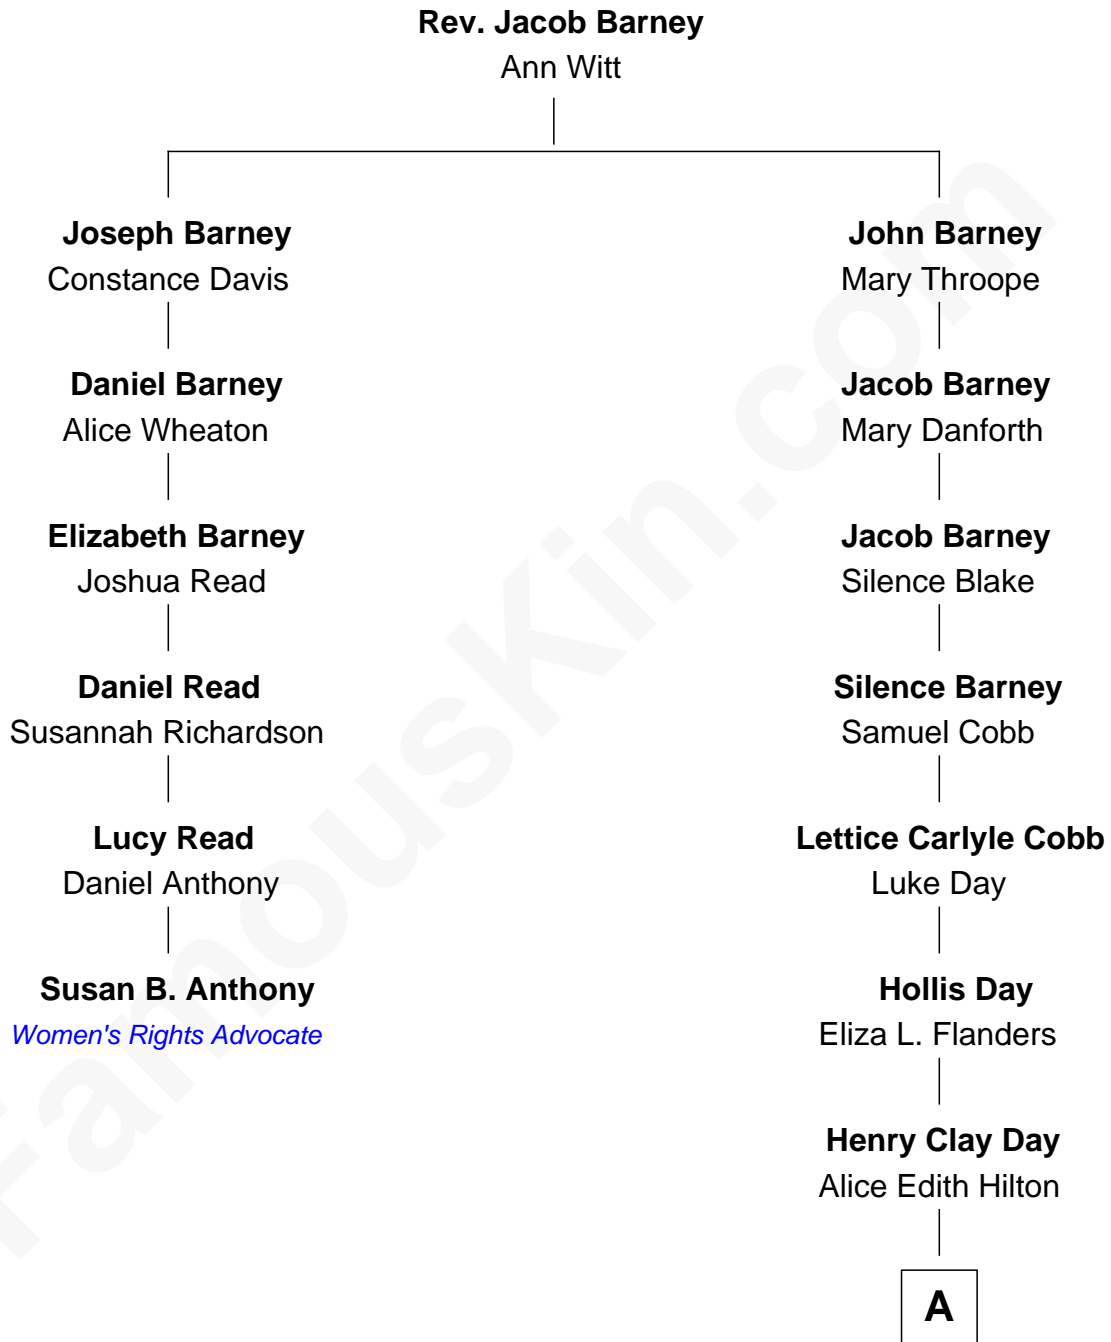 Rev. Jacob Barney
Ann Witt
Joseph Barney
Constance Davis
Daniel Barney
Alice Wheaton
Elizabeth Barney
Joshua Read
Daniel Read
Susannah Richardson
Lucy Read
Daniel Anthony
Susan B. Anthony
Women's Rights Advocate
John Barney
Mary Throope
Jacob Barney
Mary Danforth
Jacob Barney
Silence Blake
Silence Barney
Samuel Cobb
Lettice Carlyle Cobb
Luke Day
Hollis Day
Eliza L. Flanders
Henry Clay Day
Alice Edith Hilton
A
FamousKin.com